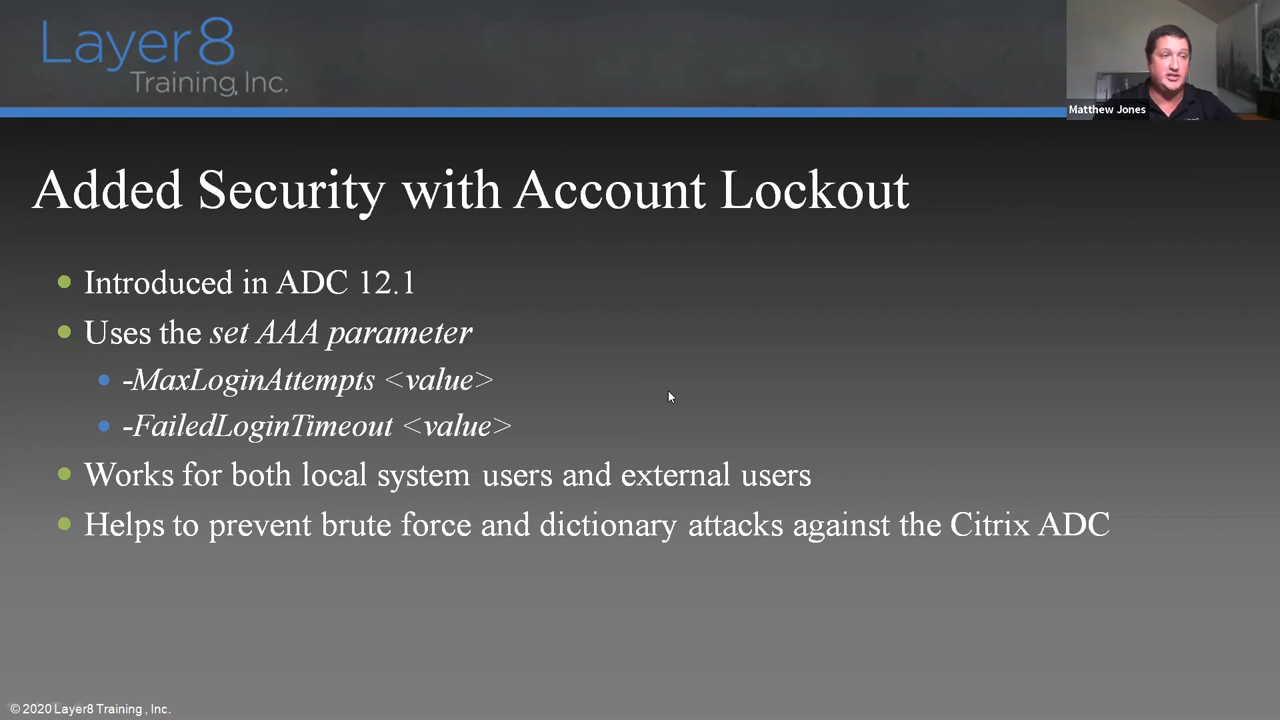 Layer8
Training, Inc.
Matthew Jones
Added Security with Account Lockout
Introduced in ADC 12.1
Uses the set AAA parameter
-MaxLoginAttempts <value>
-FailedLoginTimeout <value>
Works for both local system users and external users
Helps to prevent brute force and dictionary attacks against the Citrix ADC
© 2020 Layer8 Training , Inc.